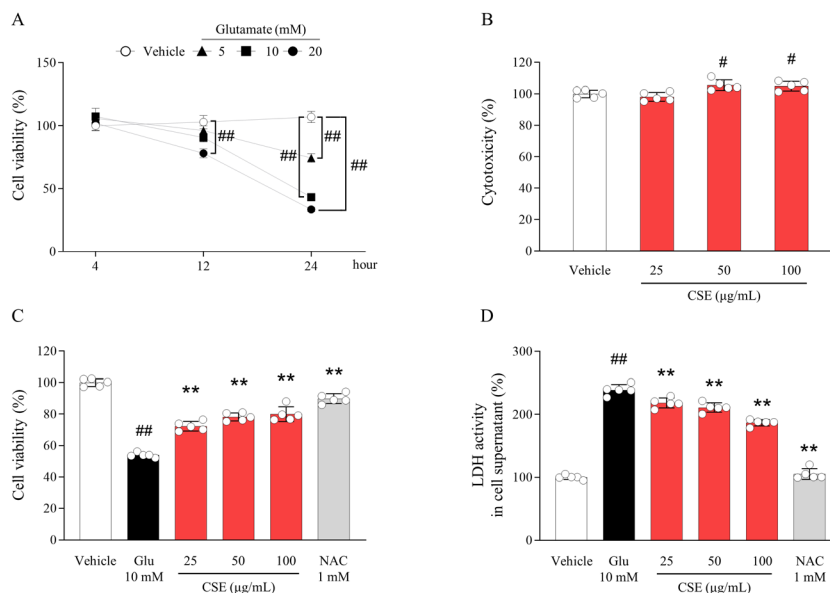 A
Glutamate (mM)
Vehicle 5 10 20
Cell viability (%)
150
100
50
0
##
##
##
##
4 12 24 hour
B
Cytotoxicity (%)
120
100
80
60
40
20
0
# #
Vehicle 25 50 100
CSE (μg/mL)
C
Cell viability (%)
120
100
80
60
40
20
0
##
**
**
**
**
Vehicle Glu 25 50 100 NAC
10 mM 1 mM
CSE (μg/mL)
D
LDH activity
in cell supernatant (%)
300
200
100
0
##
**
**
**
**
Vehicle Glu 25 50 100 NAC
10 mM 1 mM
CSE (μg/mL)